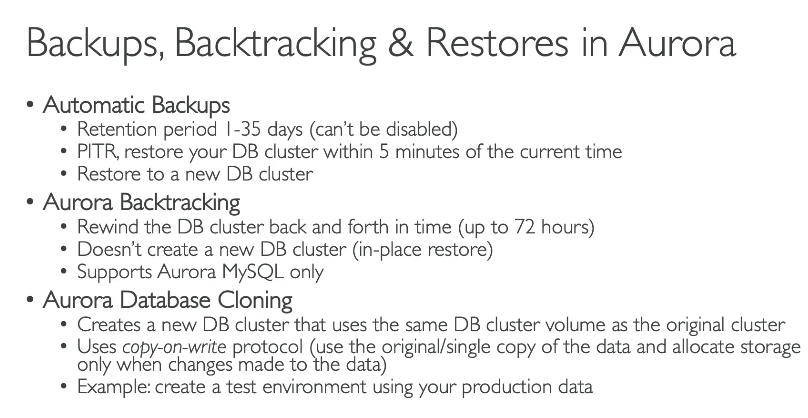 Backups, Backtracking & Restores in Aurora
• Automatic Backups
• Retention period 1-35 days (can't be disabled)
• PITR, restore your DB cluster within 5 minutes of the current time
• Restore to a new DB cluster
• Aurora Backtracking
• Rewind the DB cluster back and forth in time (up to 72 hours)
• Doesn't create a new DB cluster (in-place restore)
• Supports Aurora MySQL only
• Aurora Database Cloning
• Creates a new DB cluster that uses the same DB cluster volume as the original cluster
• Uses copy-on-write protocol (use the original/single copy of the data and allocate storage
only when changes made to the data)
• Example: create a test environment using your production data